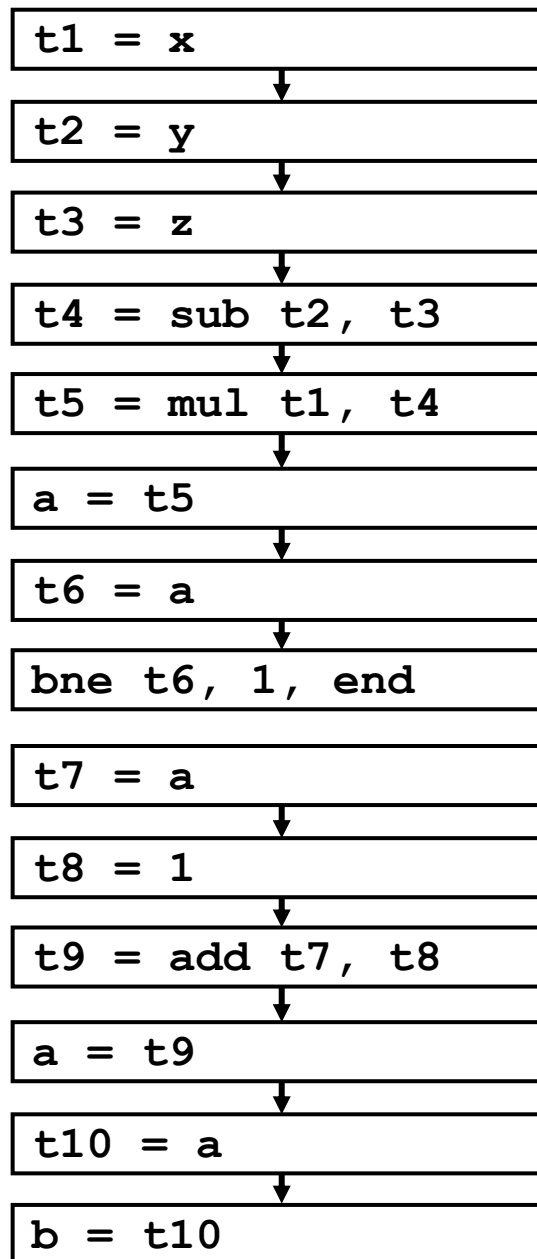 t1 = x
t2 = y
t3 = z
t4 = sub t2, t3
t5 = mul t1, t4
a = t5
t6 = a
bne t6, 1, end
t7 = a
t8 = 1
t9 = add t7, t8
a = t9
t10 = a
b = t10